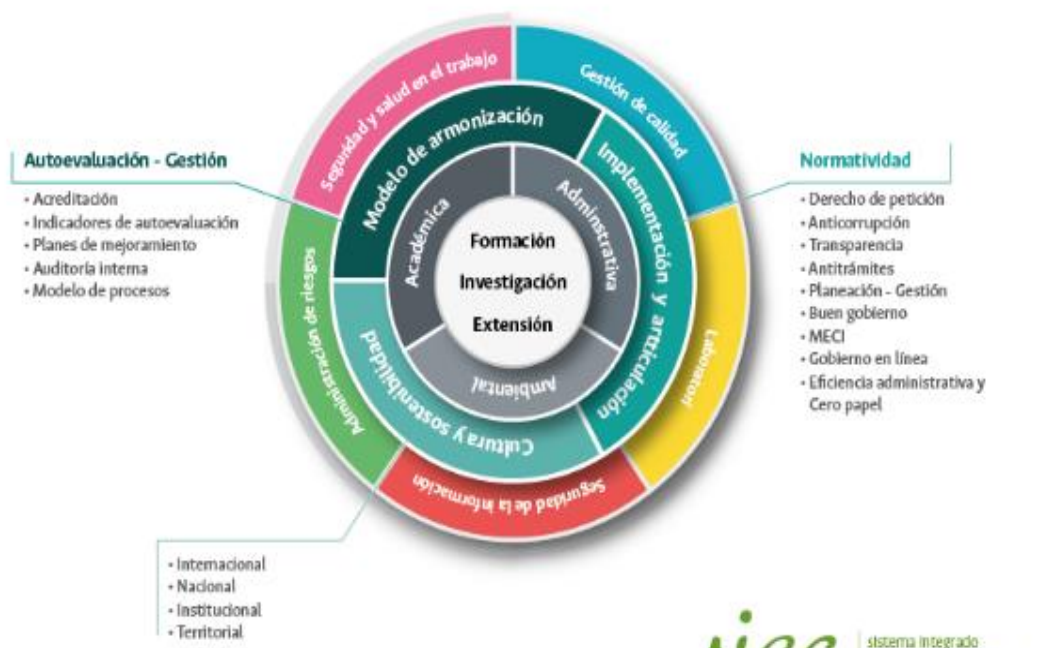 Seguridad y salud en el trabajo
Gestión de calidad
Laboratori
Seguridad de la información
Administración de riesgos
Modelo de armonización
Implementación y artticulación
Cultura y sostenibilidad
Académica
Adminstrativa
Ambiental
Formación
Investigación
Extensión
Autoevaluación - Gestión
• Acreditación
• Indicadores de autoevaluación
• Planes de mejoramiento
• Auditoría interna
• Modelo de procesos
Normatividad
• Derecho de petición
• Anticorrupción
• Transparencia
• Antitrámites
• Planeación - Gestión
• Buen gobierno
• MECI
• Gobierno en línea
• Eficiencia administrativa y
Cero papel
• Internacional
• Nacional
• Institucional
• Territorial
sistema integrado